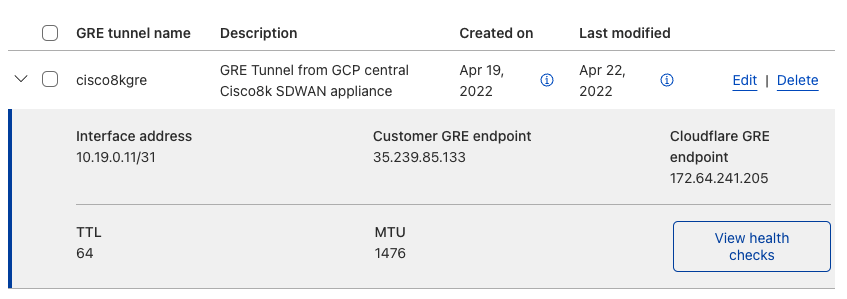 GRE tunnel name Description Created on Last modified
cisco8kgre GRE Tunnel from GCP central Cisco8k SDWAN appliance Apr 19, 2022 Apr 22, 2022 Edit | Delete
Interface address Customer GRE endpoint Cloudflare GRE endpoint
10.19.0.11/31 35.239.85.133 172.64.241.205
TTL MTU
64 1476
View health checks